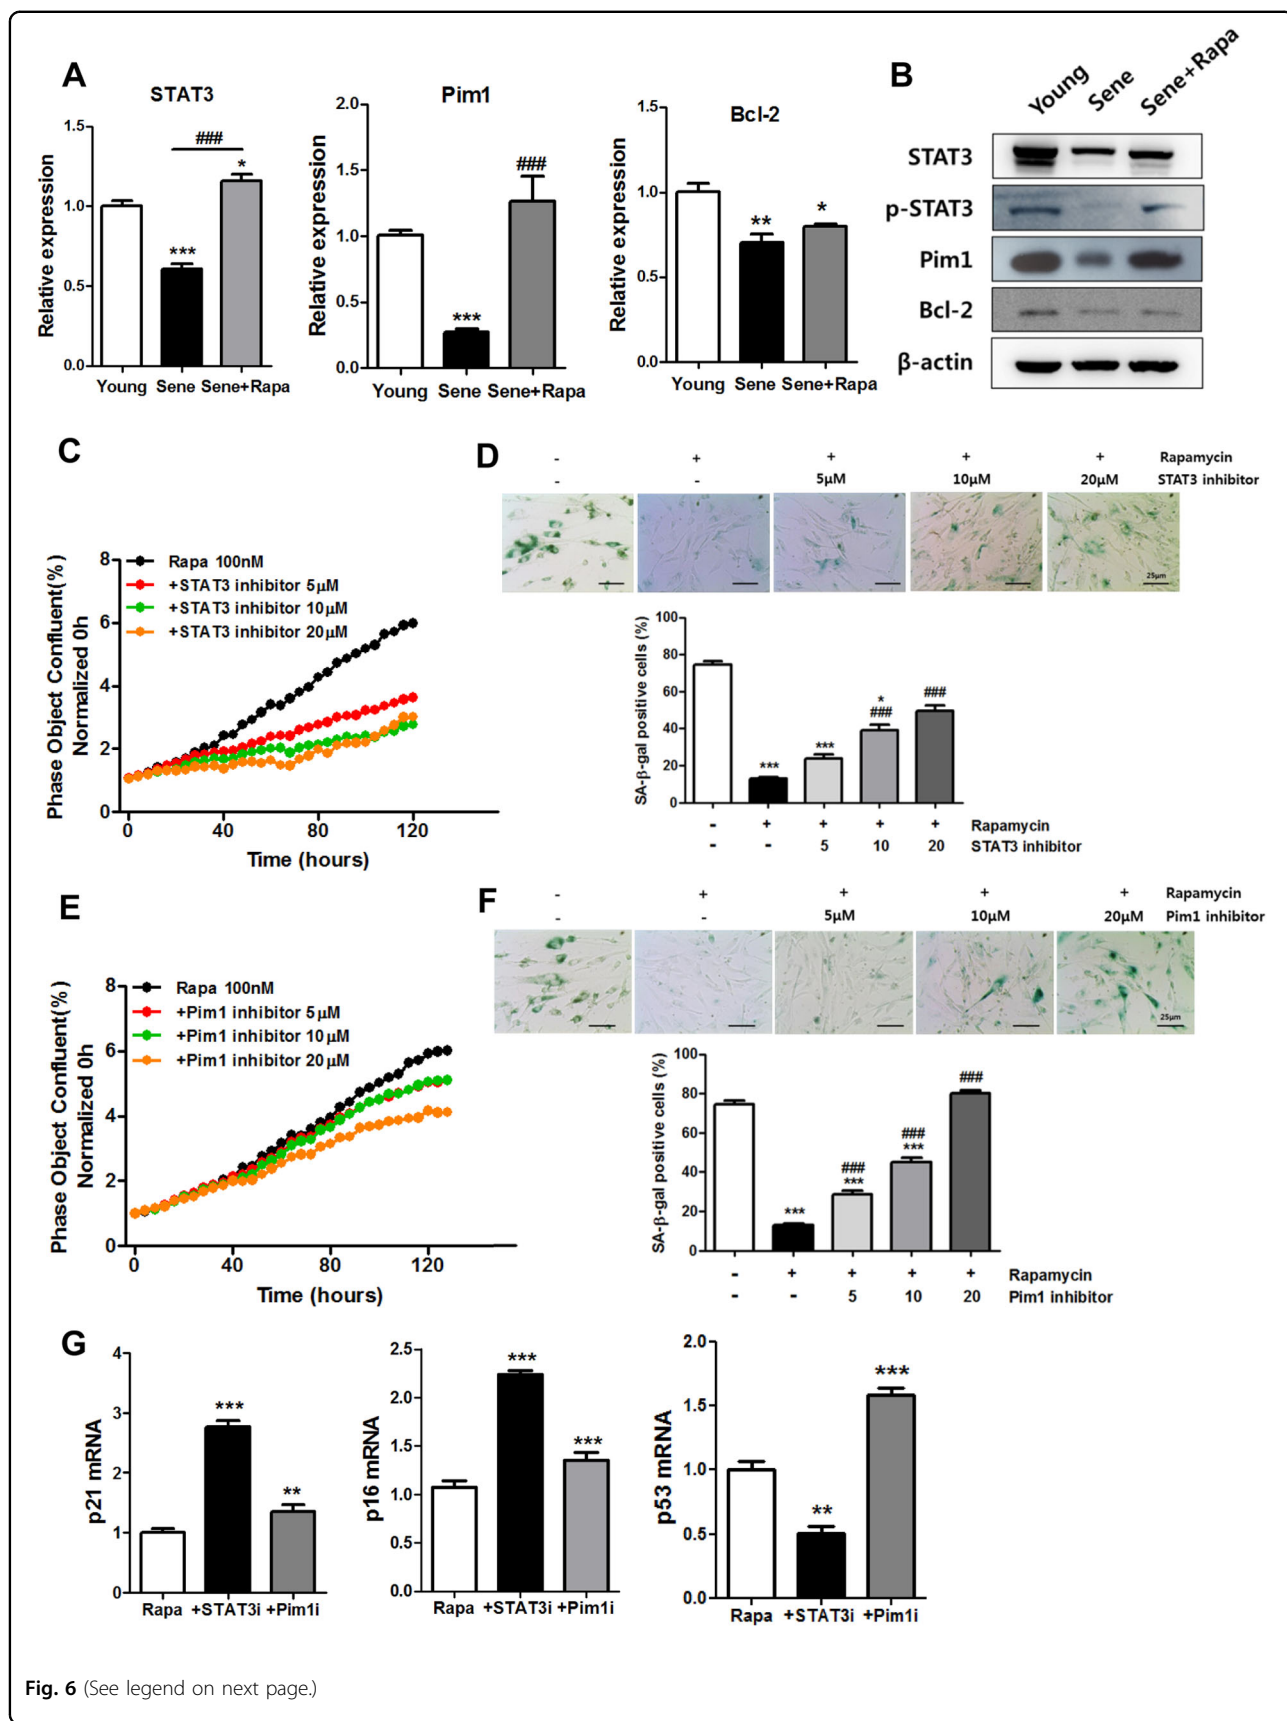 A
STAT3
Relative expression
1.5
1.0
0.5
0.0
***
###
*
Young Sene Sene+Rapa
Pim1
Relative expression
2.0
1.5
1.0
0.5
0.0
***
###
Young Sene Sene+Rapa
Bcl-2
Relative expression
1.5
1.0
0.5
0.0
**
*
Young Sene Sene+Rapa
B
Young Sene Sene+Rapa
STAT3
p-STAT3
Pim1
Bcl-2
β-actin
C
Phase Object Confluent(%)
Normalized 0h
8
6
4
2
0
Rapa 100nM
+STAT3 inhibitor 5μM
+STAT3 inhibitor 10μM
+STAT3 inhibitor 20μM
0 40 80 120
Time (hours)
D
- + + + + Rapamycin
- - 5μM 10μM 20μM STAT3 inhibitor
25μm
SA-β-gal positive cells (%)
100
80
60
40
20
0
***
***
*
###
###
- + + + + Rapamycin
- - 5 10 20 STAT3 inhibitor
E
Phase Object Confluent(%)
Normalized 0h
8
6
4
2
0
Rapa 100nM
+Pim1 inhibitor 5μM
+Pim1 inhibitor 10μM
+Pim1 inhibitor 20μM
0 40 80 120
Time (hours)
F
- + + + + Rapamycin
- - 5μM 10μM 20μM Pim1 inhibitor
25μm
SA-β-gal positive cells (%)
100
80
60
40
20
0
***
###
***
###
***
###
- + + + + Rapamycin
- - 5 10 20 Pim1 inhibitor
G
p21 mRNA
4
3
2
1
0
***
**
Rapa +STAT3i +Pim1i
p16 mRNA
2.5
2.0
1.5
1.0
0.5
0.0
***
***
Rapa +STAT3i +Pim1i
p53 mRNA
2.0
1.5
1.0
0.5
0.0
**
***
Rapa +STAT3i +Pim1i
Fig. 6 (See legend on next page.)